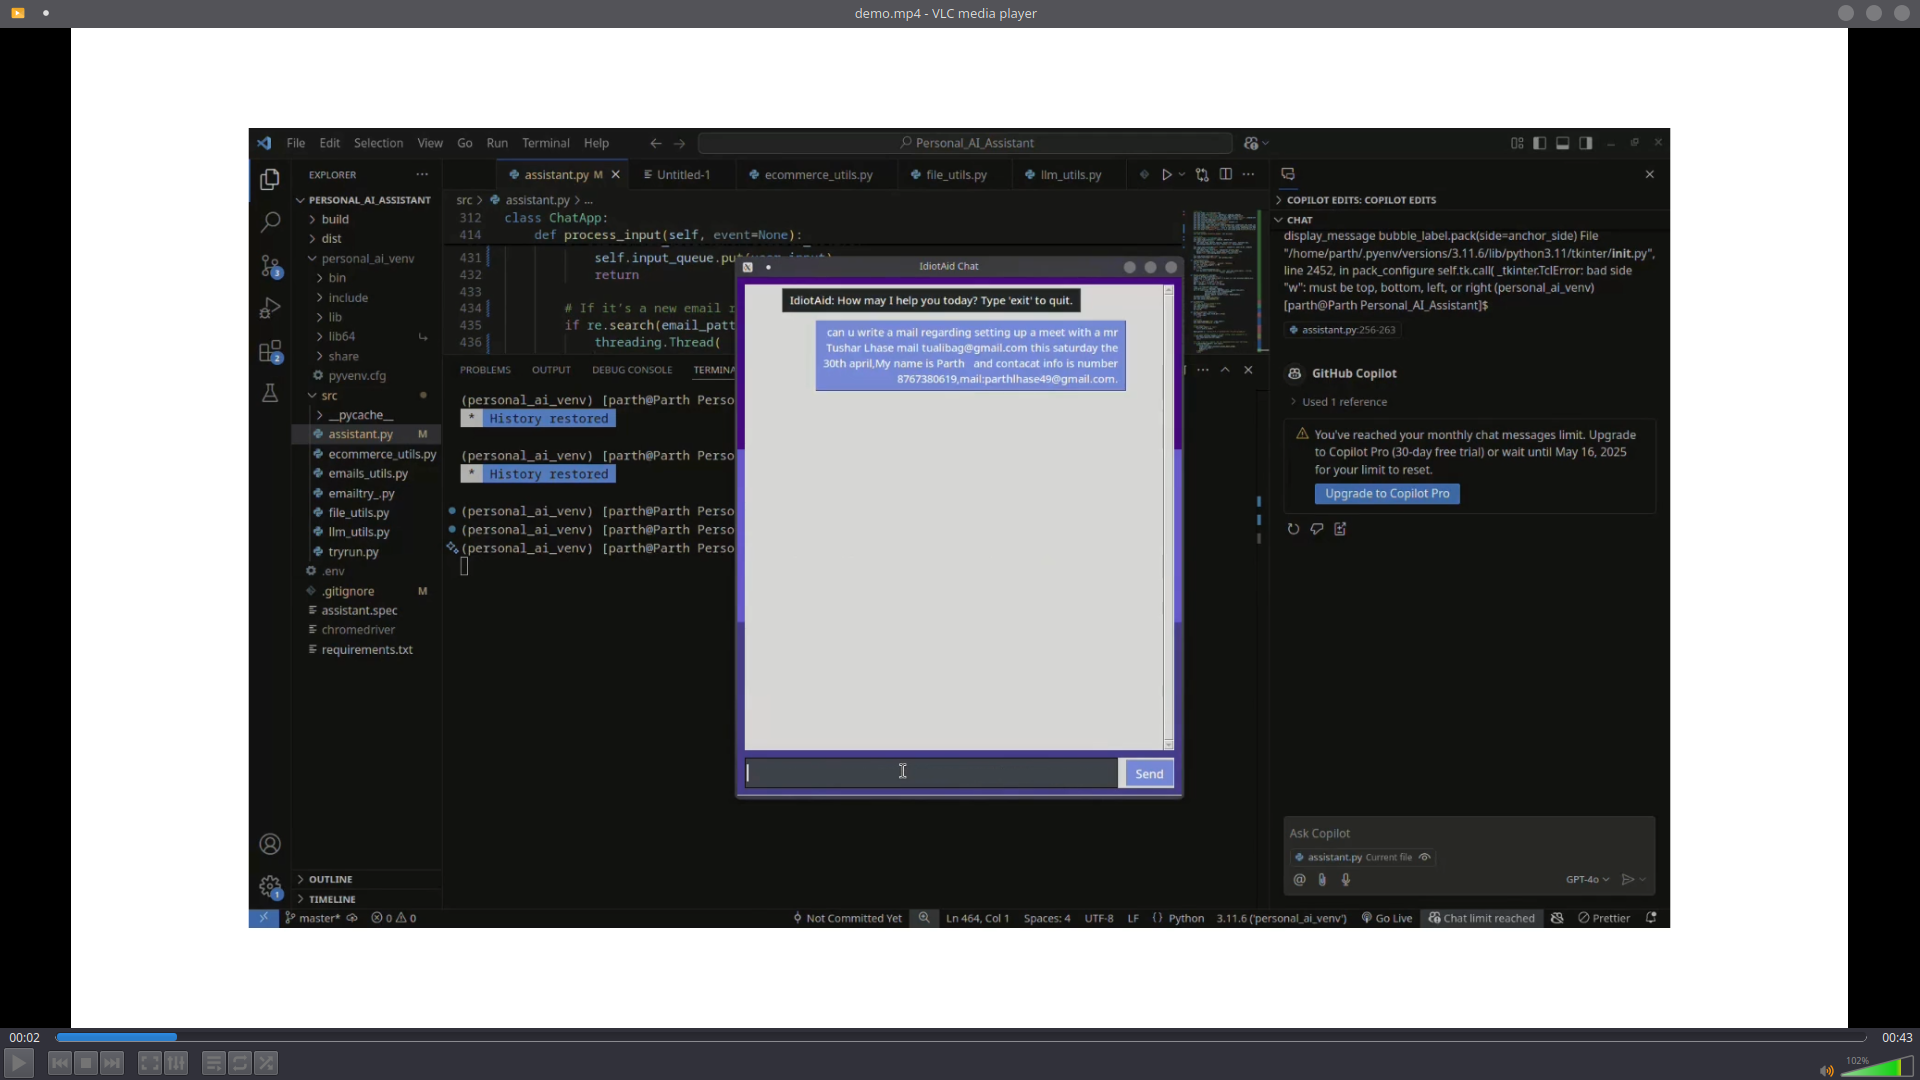 demo.mp4 - VLC media player
File Edit Selection View Go Run Terminal Help
Personal_AI_Assistant
EXPLORER
PERSONAL_AI_ASSISTANT
build
dist
personal_ai_venv
bin
include
lib
lib64
share
pyvenv.cfg
src
__pycache__
assistant.py M
ecommerce_utils.py
emails_utils.py
emailtry_.py
file_utils.py
llm_utils.py
tryrun.py
.env
.gitignore M
assistant.spec
chromedriver
requirements.txt
OUTLINE
TIMELINE
assistant.py M
Untitled-1
ecommerce_utils.py
file_utils.py
llm_utils.py
src > assistant.py > ...
312 class ChatApp:
414 def process_input(self, event=None):
431 self.input_queue.put(
432 return
433
434 # If it's a new email r
435 if re.search(email_patt
436 threading.Thread(
PROBLEMS OUTPUT DEBUG CONSOLE TERMINA
(personal_ai_venv) [parth@Parth Perso
* History restored
(personal_ai_venv) [parth@Parth Perso
* History restored
(personal_ai_venv) [parth@Parth Perso
(personal_ai_venv) [parth@Parth Perso
(personal_ai_venv) [parth@Parth Perso
IdiotAid Chat
IdiotAid: How may I help you today? Type 'exit' to quit.
can u write a mail regarding setting up a meet with a mr
Tushar Lhase mail tualibag@gmail.com this saturday the
30th april,My name is Parth and contacat info is number
8767380619,mail:parthlhase49@gmail.com.
Send
COPILOT EDITS: COPILOT EDITS
CHAT
display_message bubble_label.pack(side=anchor_side) File
"/home/parth/.pyenv/versions/3.11.6/lib/python3.11/tkinter/init.py",
line 2452, in pack_configure self.tk.call( _tkinter.TclError: bad side
"w": must be top, bottom, left, or right (personal_ai_venv)
[parth@Parth Personal_AI_Assistant]$
assistant.py:256-263
GitHub Copilot
Used 1 reference
You've reached your monthly chat messages limit. Upgrade
to Copilot Pro (30-day free trial) or wait until May 16, 2025
for your limit to reset.
Upgrade to Copilot Pro
Ask Copilot
assistant.py Current file
GPT-4o
master* 0 0
Not Committed Yet
Ln 464, Col 1 Spaces: 4 UTF-8 LF {} Python 3.11.6 ('personal_ai_venv') Go Live Chat limit reached Prettier
00:02
00:43
102%